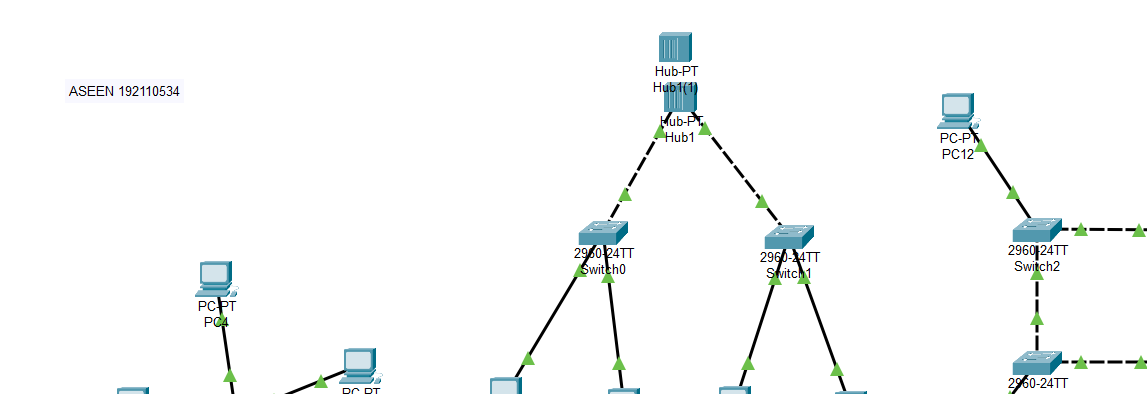 Hub-PT
Hub1(1)
ASEEN 192110534
Hub-PT
Hub1
PC-PT
PC12
2960-24TT
Switch0
2960-24TT
Switch1
2960-24TT
Switch2
PC-PT
PC4
2960-24TT
PC-PT